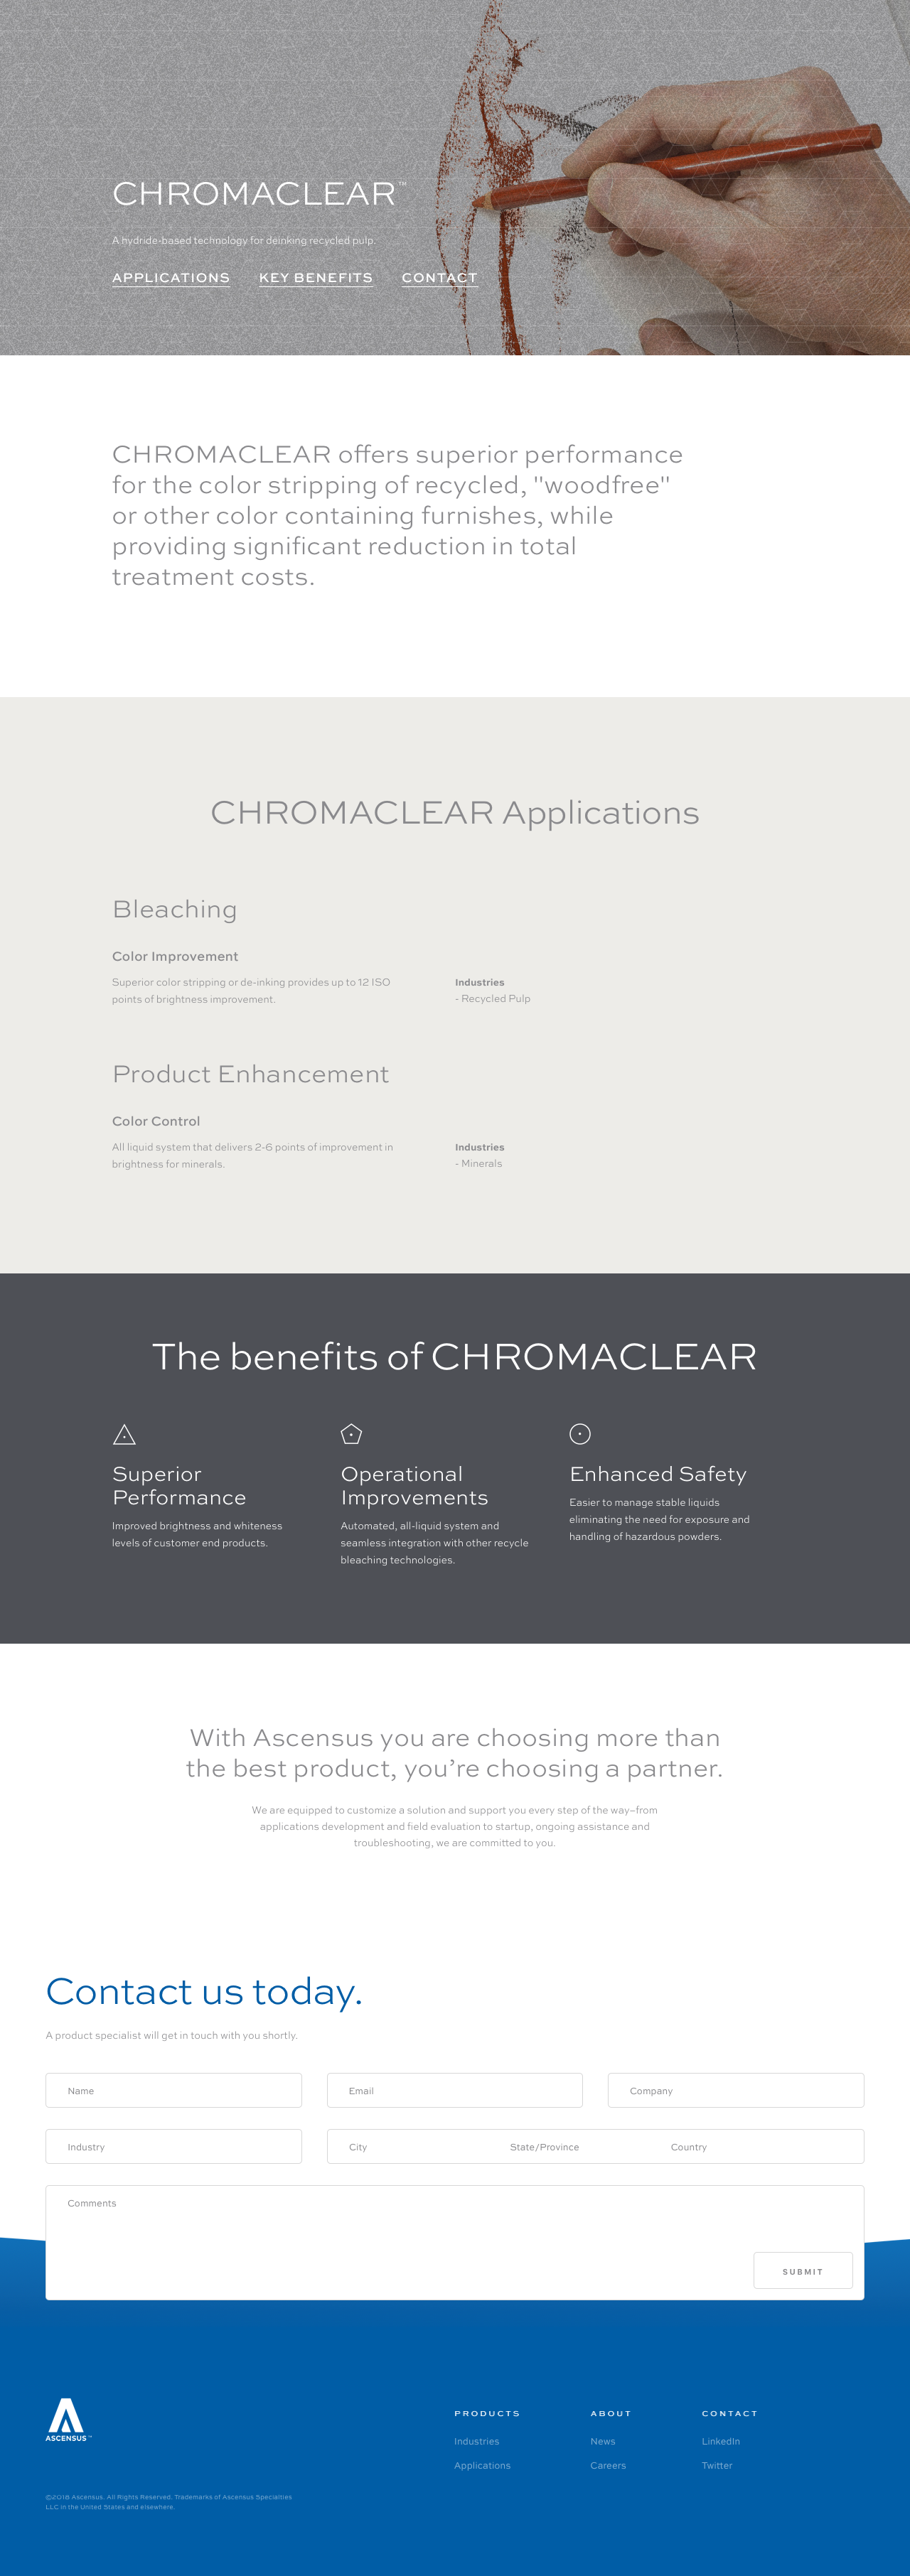 CHROMACLEAR™
A hydride-based technology for deinking recycled pulp.
APPLICATIONS KEY BENEFITS CONTACT
CHROMACLEAR offers superior performance
for the color stripping of recycled, "woodfree"
or other color containing furnishes, while
providing significant reduction in total
treatment costs.
CHROMACLEAR Applications
Bleaching
Color Improvement
Superior color stripping or de-inking provides up to 12 ISO
points of brightness improvement.
Industries
- Recycled Pulp
Product Enhancement
Color Control
All liquid system that delivers 2-6 points of improvement in
brightness for minerals.
Industries
- Minerals
The benefits of CHROMACLEAR
Superior
Performance
Improved brightness and whiteness
levels of customer end products.
Operational
Improvements
Automated, all-liquid system and
seamless integration with other recycle
bleaching technologies.
Enhanced Safety
Easier to manage stable liquids
eliminating the need for exposure and
handling of hazardous powders.
With Ascensus you are choosing more than
the best product, you’re choosing a partner.
We are equipped to customize a solution and support you every step of the way–from
applications development and field evaluation to startup, ongoing assistance and
troubleshooting, we are committed to you.
Contact us today.
A product specialist will get in touch with you shortly.
Name
Email
Company
Industry
City
State/Province
Country
Comments
SUBMIT
ASCENSUS™
PRODUCTS
Industries
Applications
ABOUT
News
Careers
CONTACT
LinkedIn
Twitter
©2018 Ascensus. All Rights Reserved. Trademarks of Ascensus Specialties
LLC in the United States and elsewhere.